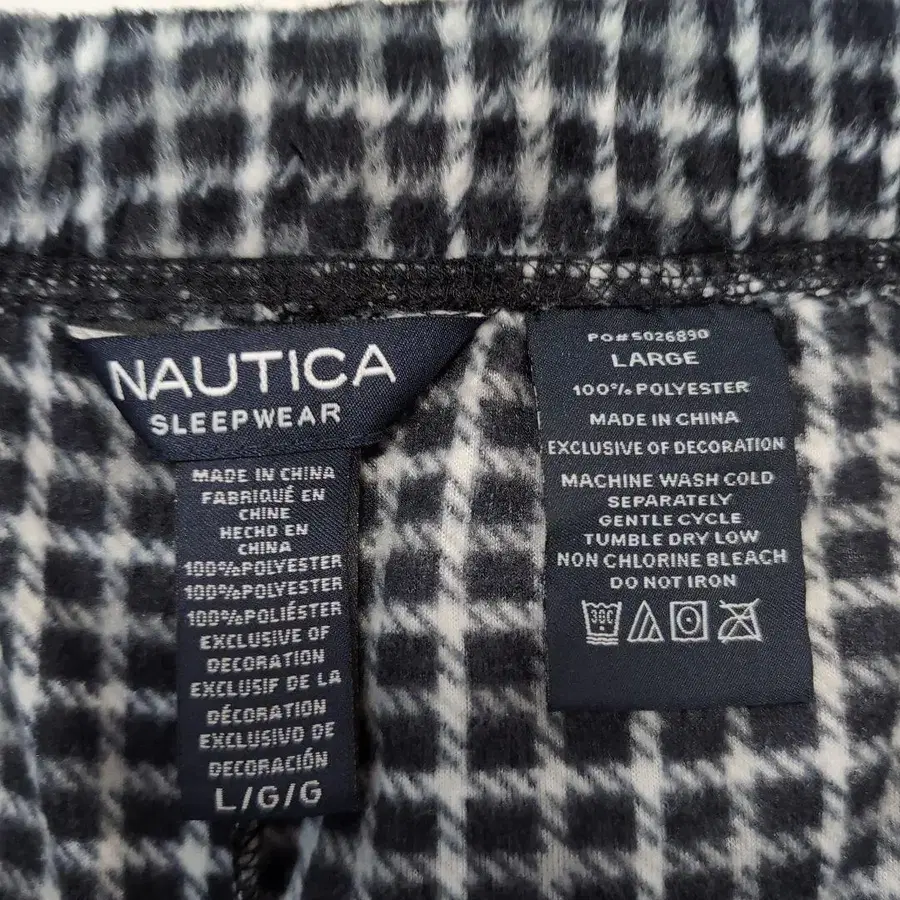 NAUTICA
SLEEPWEAR
MADE IN CHINA
FABRIQUÉ EN
CHINE
HECHO EN
CHINA
100%POLYESTER
100%POLYESTER
100%POLIÉSTER
EXCLUSIVE OF
DECORATION
EXCLUSIF DE LA
DÉCORATION
EXCLUSIVO DE
DECORACIÓN
L/G/G
PO#5026890
LARGE
100% POLYESTER
MADE IN CHINA
EXCLUSIVE OF DECORATION
MACHINE WASH COLD
SEPARATELY
GENTLE CYCLE
TUMBLE DRY LOW
NON CHLORINE BLEACH
DO NOT IRON
30C